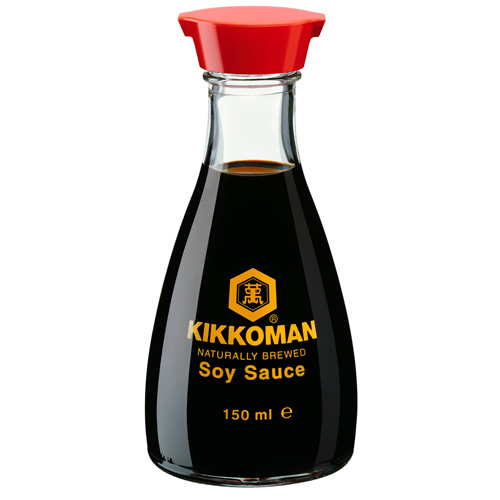 萬
®
KIKKOMAN
NATURALLY BREWED
Soy Sauce
150 ml ℮